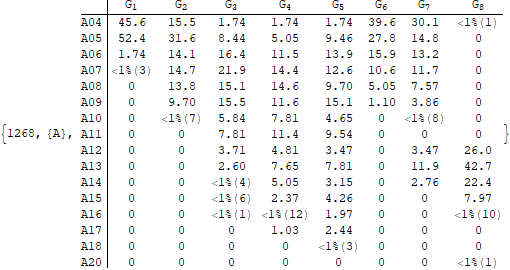 G1 G2 G3 G4 G5 G6 G7 G8
A04 45.6 15.5 1.74 1.74 1.74 39.6 30.1 <1%(1)
A05 52.4 31.6 8.44 5.05 9.46 27.8 14.8 0
A06 1.74 14.1 16.4 11.5 13.9 15.9 13.2 0
A07 <1%(3) 14.7 21.9 14.4 12.6 10.6 11.7 0
A08 0 13.8 15.1 14.6 9.70 5.05 7.57 0
A09 0 9.70 15.5 11.6 15.1 1.10 3.86 0
A10 0 <1%(7) 5.84 7.81 4.65 0 <1%(8) 0
{1268, {A}, A11 0 0 7.81 11.4 9.54 0 0 0 }
A12 0 0 3.71 4.81 3.47 0 3.47 26.0
A13 0 0 2.60 7.65 7.81 0 11.9 42.7
A14 0 0 <1%(4) 5.05 3.15 0 2.76 22.4
A15 0 0 <1%(6) 2.37 4.26 0 0 7.97
A16 0 0 <1%(1) <1%(12) 1.97 0 0 <1%(10)
A17 0 0 0 1.03 2.44 0 0 0
A18 0 0 0 0 <1%(3) 0 0 0
A20 0 0 0 0 0 0 0 <1%(1)